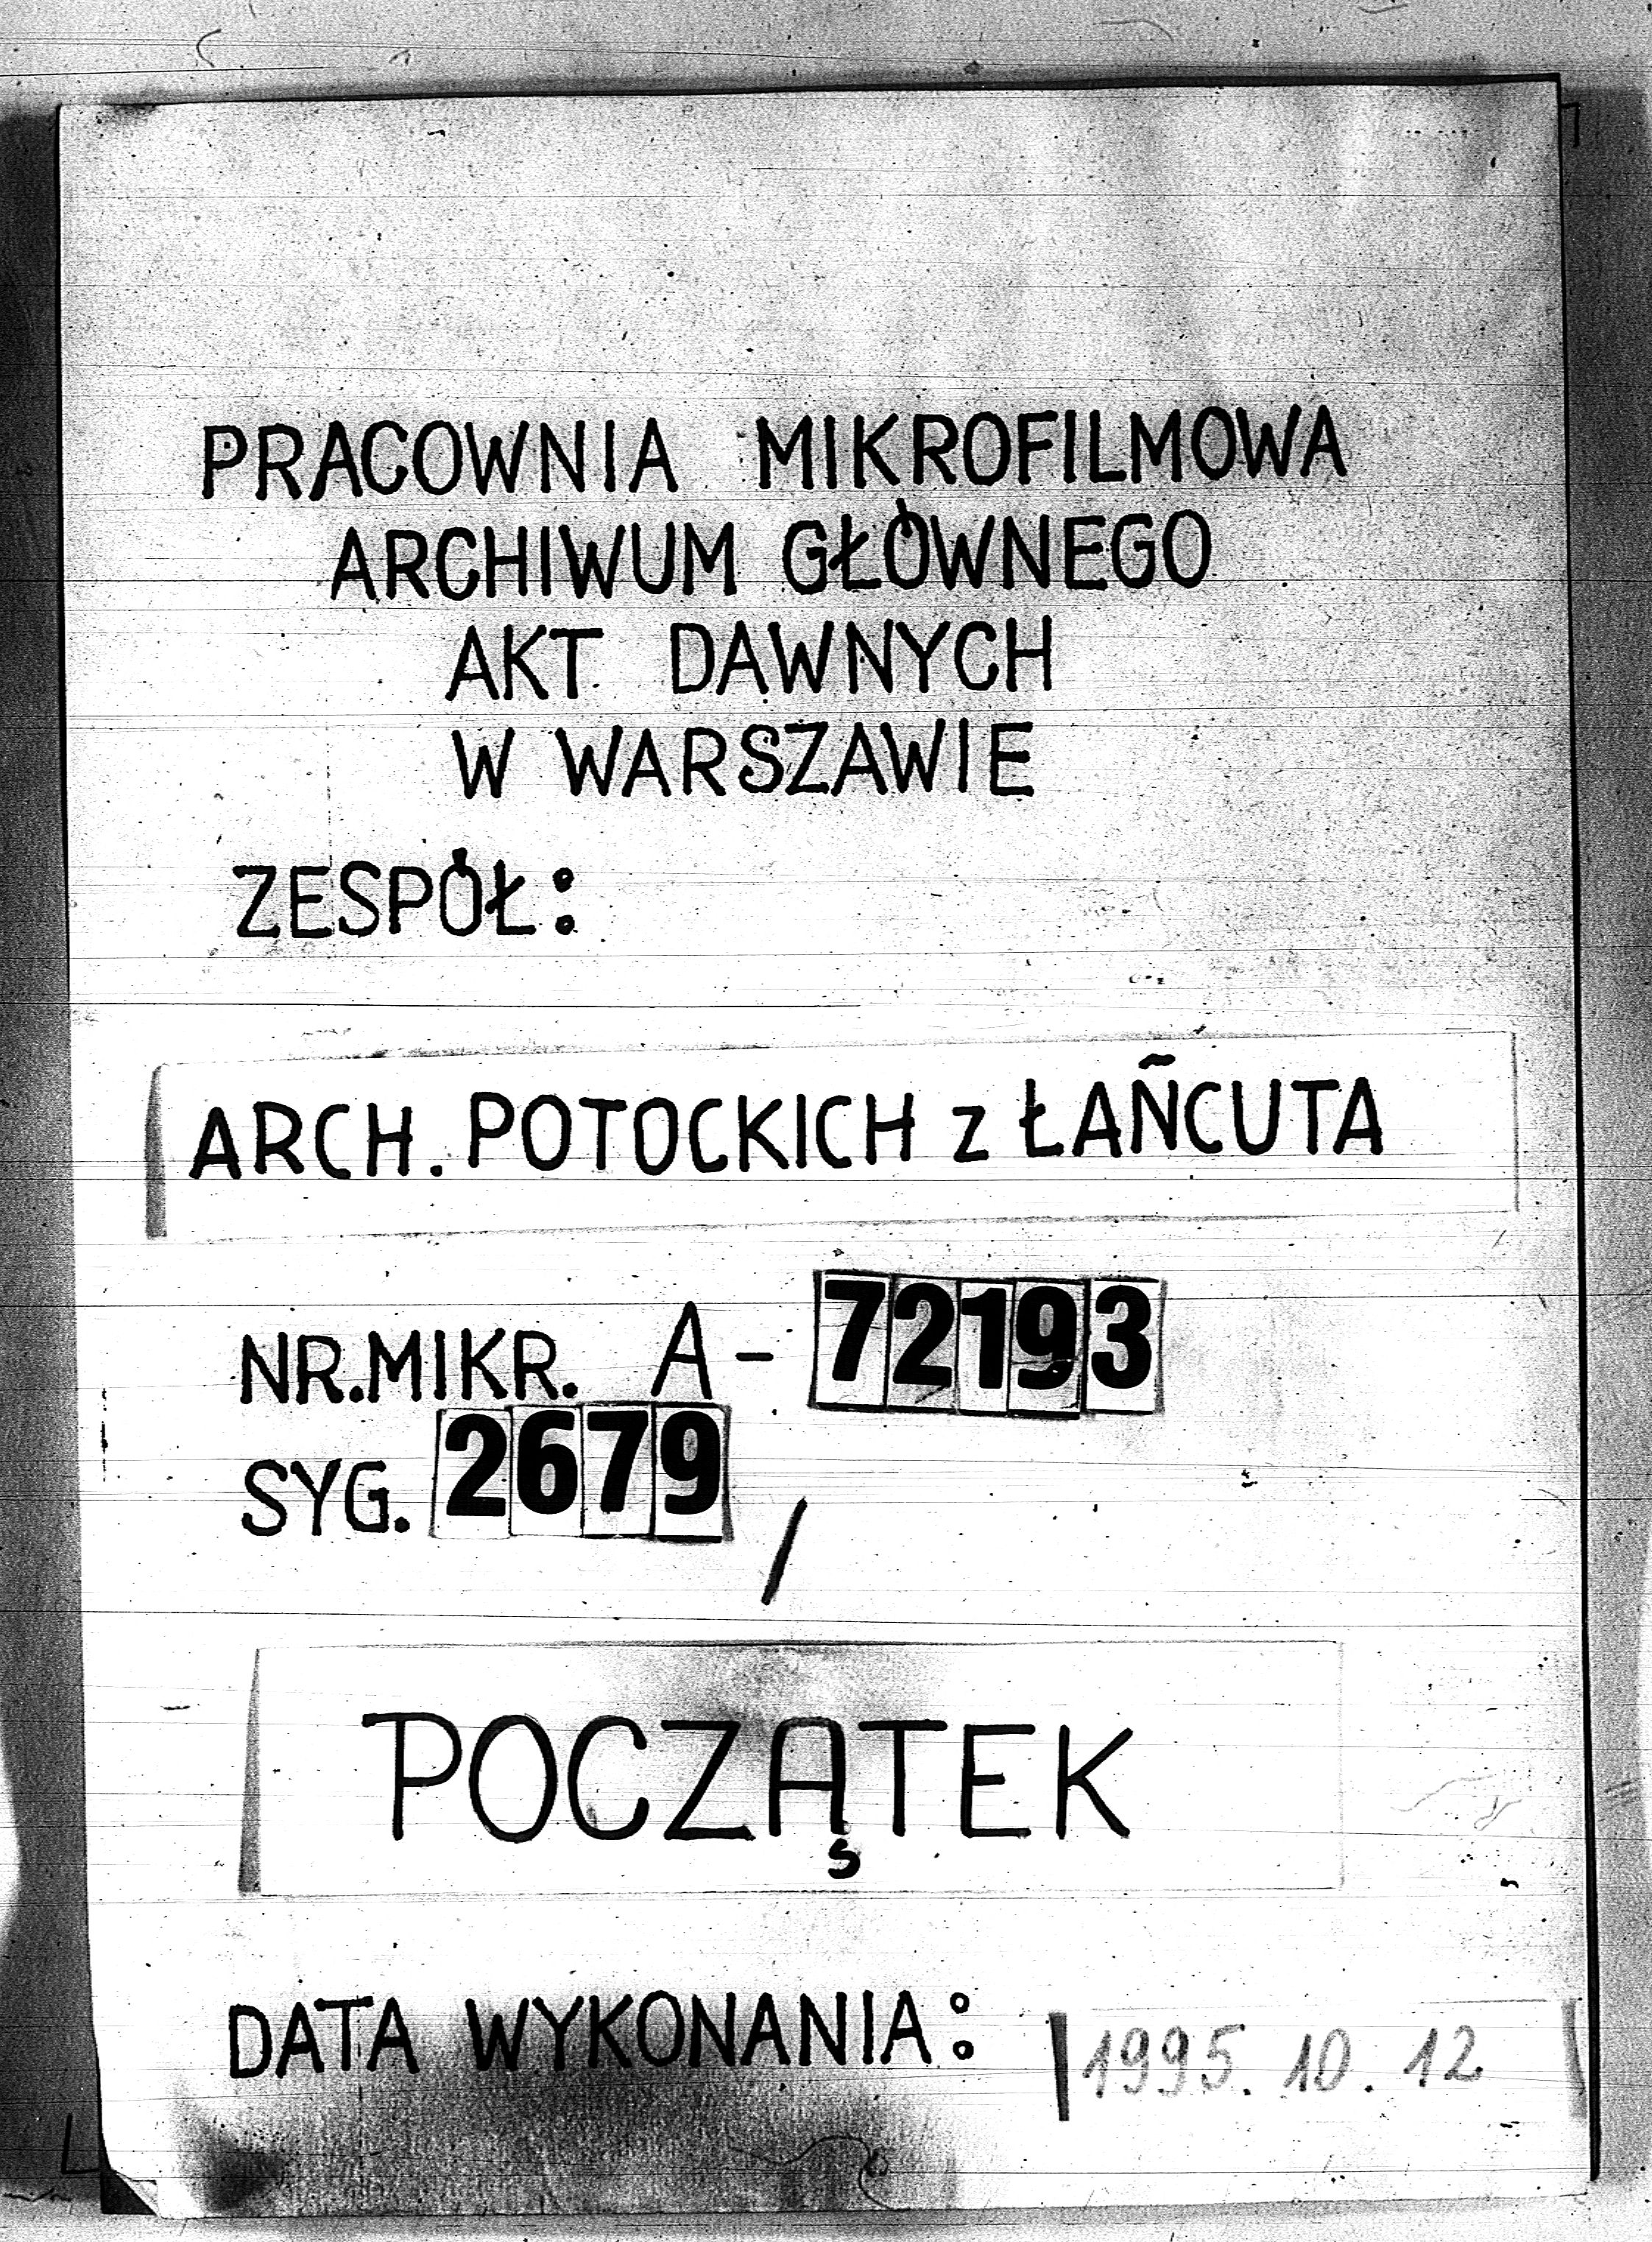 PRACOWNIA MIKROFILMOWA
ARCHIWUM GŁÓWNEGO
AKT DAWNYCH
W WARSZAWIE
ZESPÓŁ:
ARCH. POTOCKICH z ŁAŃCUTA
NR.MIKR. A-72193
SYG. 2679 /
POCZĄTEK
DATA WYKONANIA: 1995.10.12